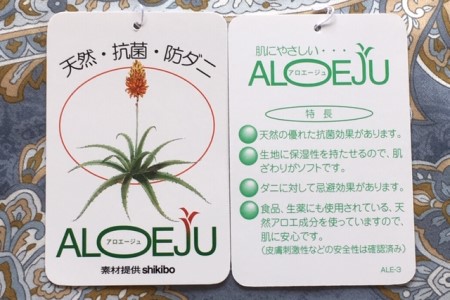 天然・抗菌・防ダニ
ALOEJU
アロエージュ
素材提供 shikibo
肌にやさしい・・・
ALOEJU
アロエージュ
特長
天然の優れた抗菌効果があります。
生地に保湿性を持たせるので、肌
ざわりがソフトです。
ダニに対して忌避効果があります。
食品、生薬にも使用されている、天
然アロエ成分を使っていますので、
肌に安心です。
(皮膚刺激性などの安全性は確認済み)
ALE-3